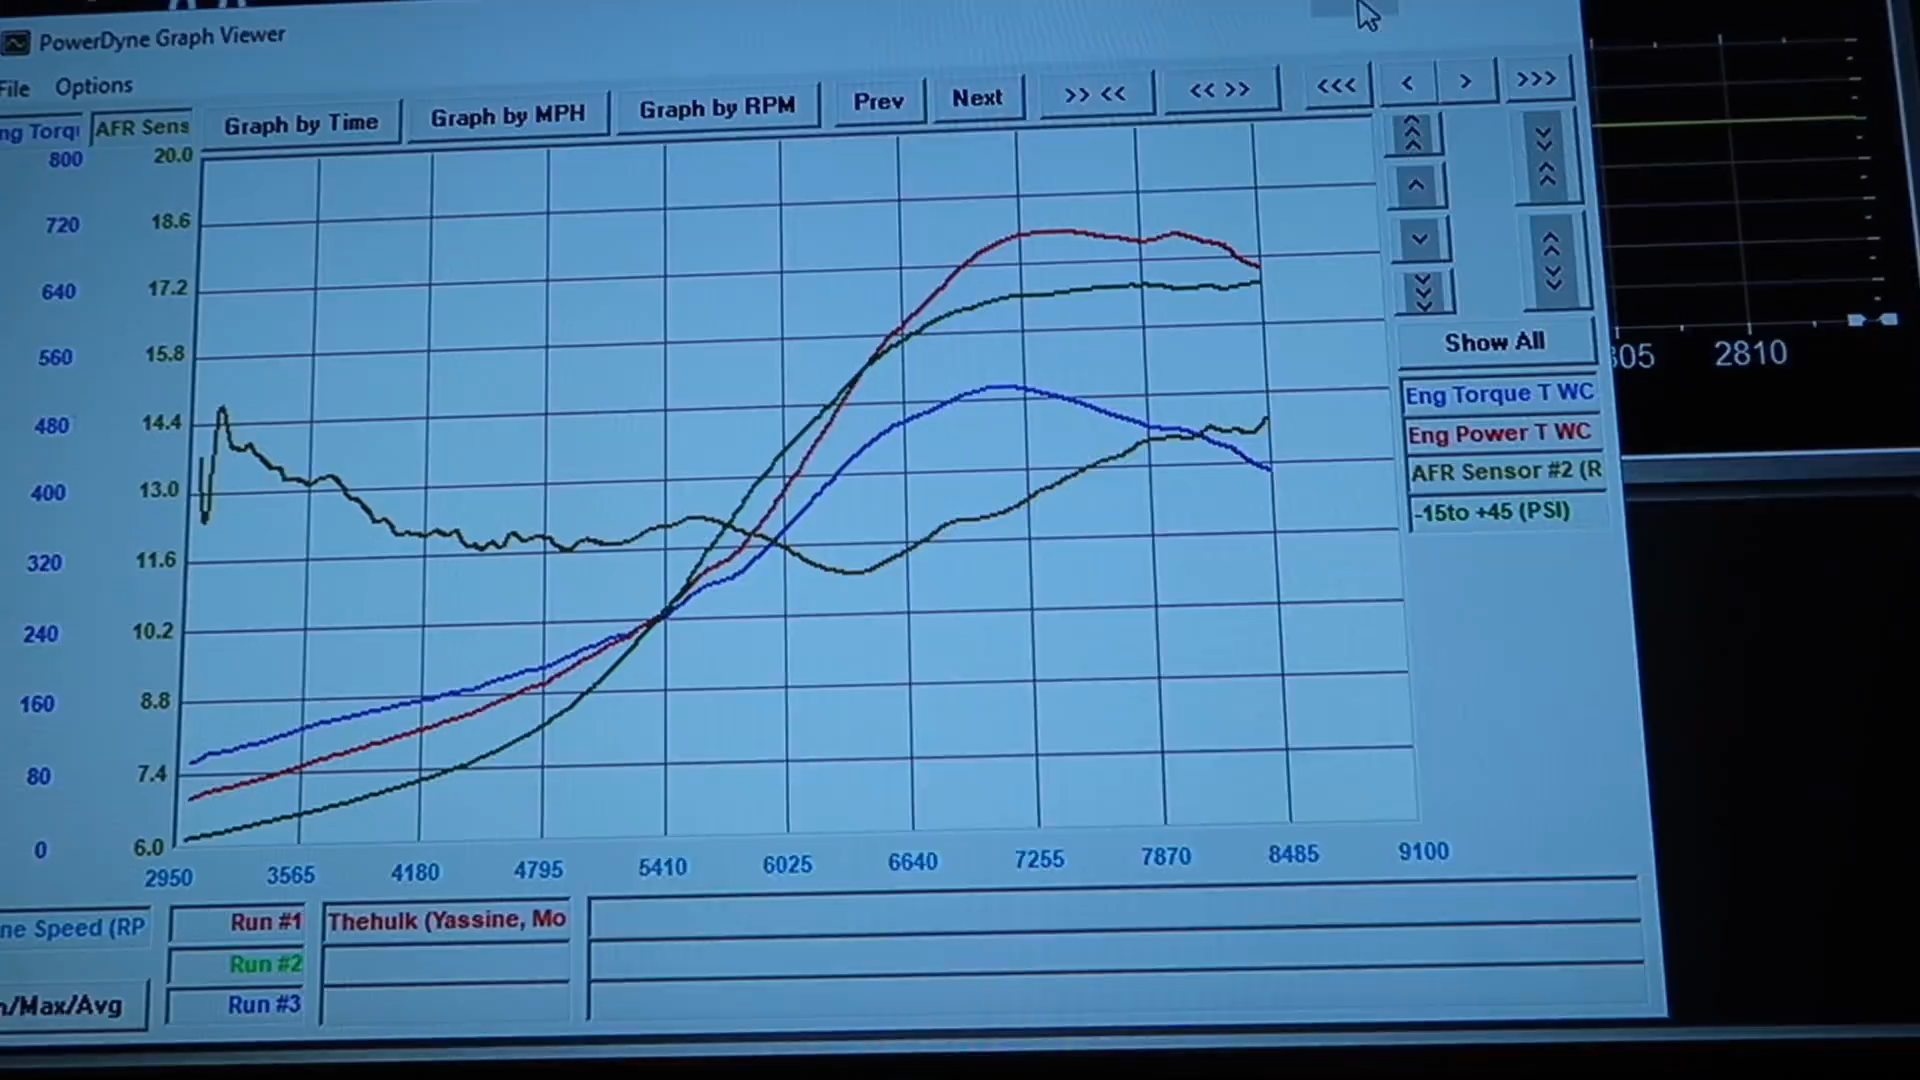 PowerDyne Graph Viewer
File Options
ng Torqu AFR Sens Graph by Time Graph by MPH Graph by RPM Prev Next >> << << >> <<< < > >>>
800 20.0
720 18.6
640 17.2
560 15.8
480 14.4
400 13.0
320 11.6
240 10.2
160 8.8
80 7.4
0 6.0
2950 3565 4180 4795 5410 6025 6640 7255 7870 8485 9100
Show All
Eng Torque T WC
Eng Power T WC
AFR Sensor #2 (R
-15to +45 (PSI)
805 2810
ne Speed (RP
Run #1 Thehulk (Yassine, Mo
Run #2
Run #3
n/Max/Avg